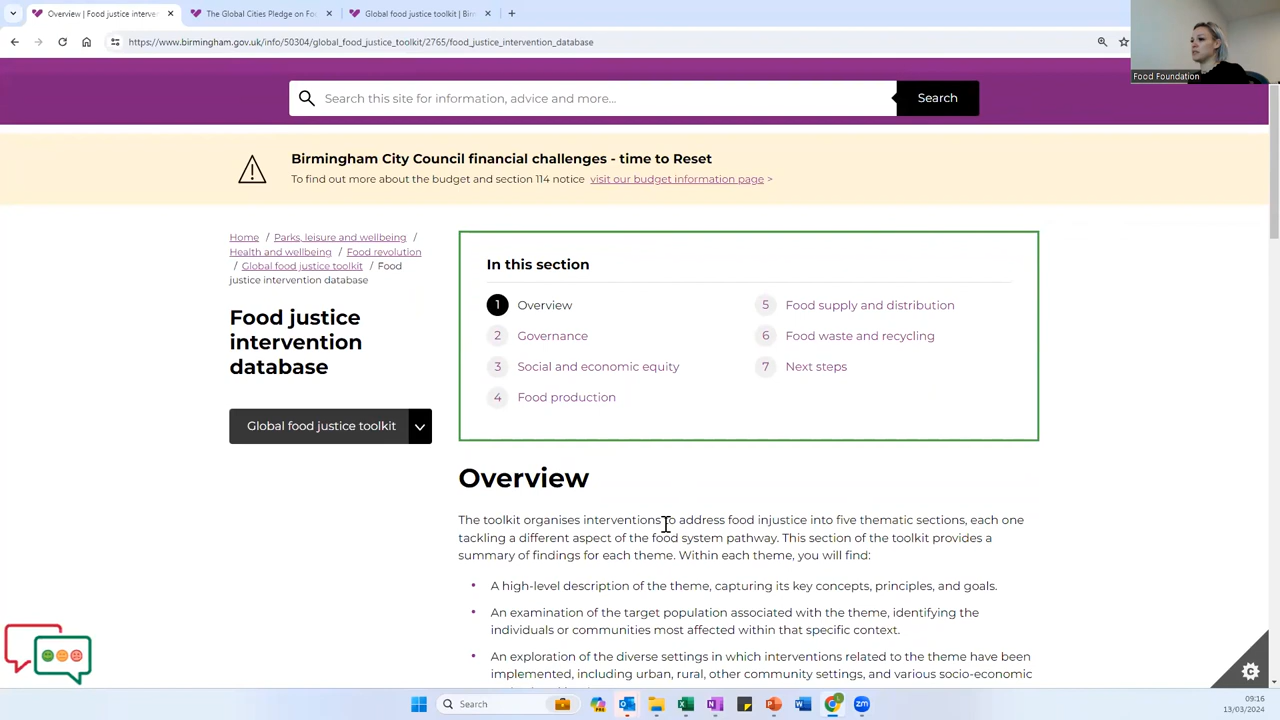 Overview | Food justice interve
The Global Cities Pledge on Foo
Global food justice toolkit | Birm
https://www.birmingham.gov.uk/info/50304/global_food_justice_toolkit/2765/food_justice_intervention_database
Food Foundation
Search this site for information, advice and more...
Search
Birmingham City Council financial challenges - time to Reset
To find out more about the budget and section 114 notice visit our budget information page >
Home / Parks, leisure and wellbeing /
Health and wellbeing / Food revolution
/ Global food justice toolkit / Food
justice intervention database
Food justice
intervention
database
Global food justice toolkit
In this section
1 Overview
2 Governance
3 Social and economic equity
4 Food production
5 Food supply and distribution
6 Food waste and recycling
7 Next steps
Overview
The toolkit organises interventions to address food injustice into five thematic sections, each one
tackling a different aspect of the food system pathway. This section of the toolkit provides a
summary of findings for each theme. Within each theme, you will find:
• A high-level description of the theme, capturing its key concepts, principles, and goals.
• An examination of the target population associated with the theme, identifying the
individuals or communities most affected within that specific context.
• An exploration of the diverse settings in which interventions related to the theme have been
implemented, including urban, rural, other community settings, and various socio-economic
Search
09:16
13/03/2024